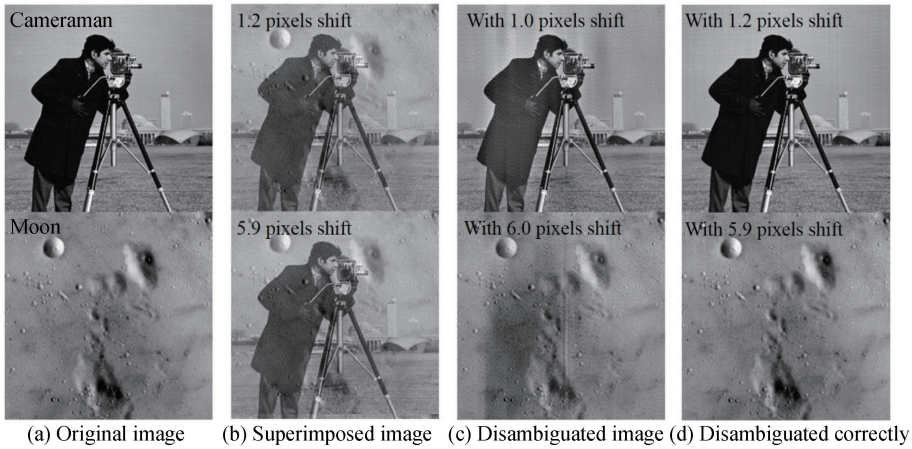 Cameraman
1.2 pixels shift
With 1.0 pixels shift
With 1.2 pixels shift
Moon
5.9 pixels shift
With 6.0 pixels shift
With 5.9 pixels shift
(a) Original image
(b) Superimposed image
(c) Disambiguated image
(d) Disambiguated correctly